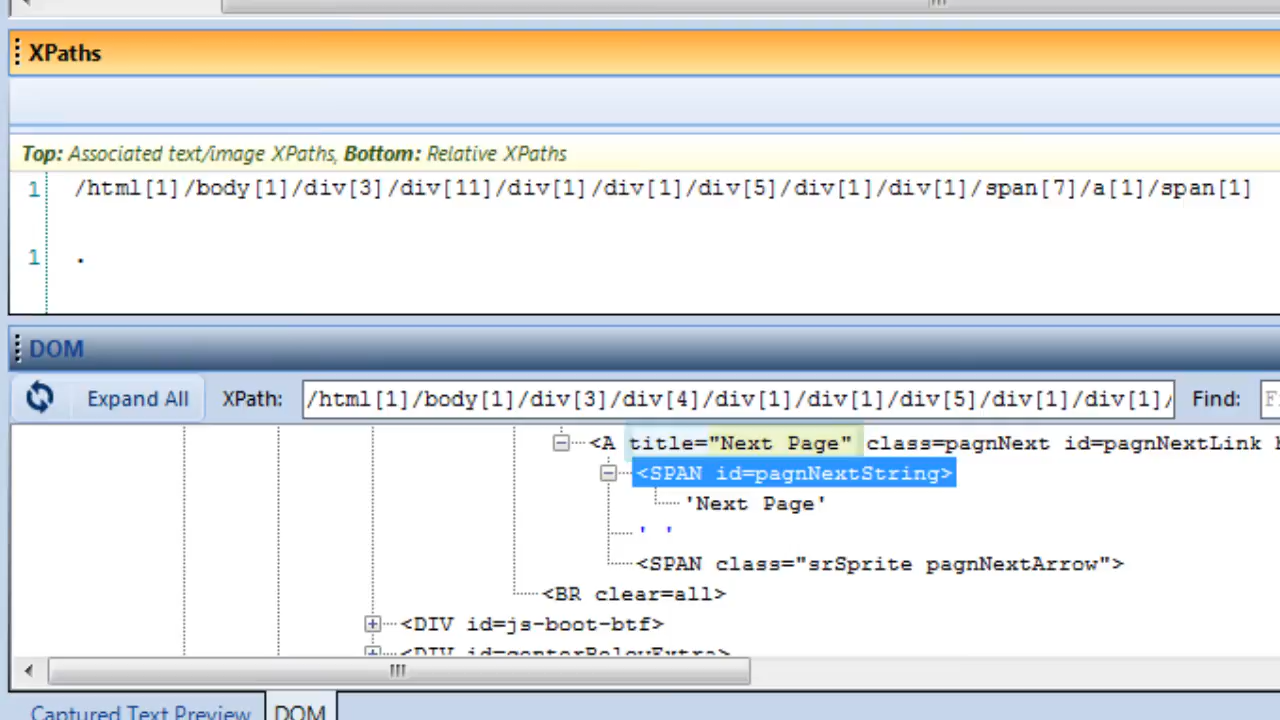 XPaths
Top: Associated text/image XPaths, Bottom: Relative XPaths
1 /html[1]/body[1]/div[3]/div[11]/div[1]/div[1]/div[5]/div[1]/div[1]/span[7]/a[1]/span[1]
1 .
DOM
Expand All XPath: /html[1]/body[1]/div[3]/div[4]/div[1]/div[1]/div[5]/div[1]/div[1]/ Find:
<A title="Next Page" class=pagnNext id=pagnNextLink
<SPAN id=pagnNextString>
'Next Page'
' '
<SPAN class="srSprite pagnNextArrow">
<BR clear=all>
<DIV id=js-boot-btf>
<DIV id=centerBelowExtra>
Captured Text Preview DOM